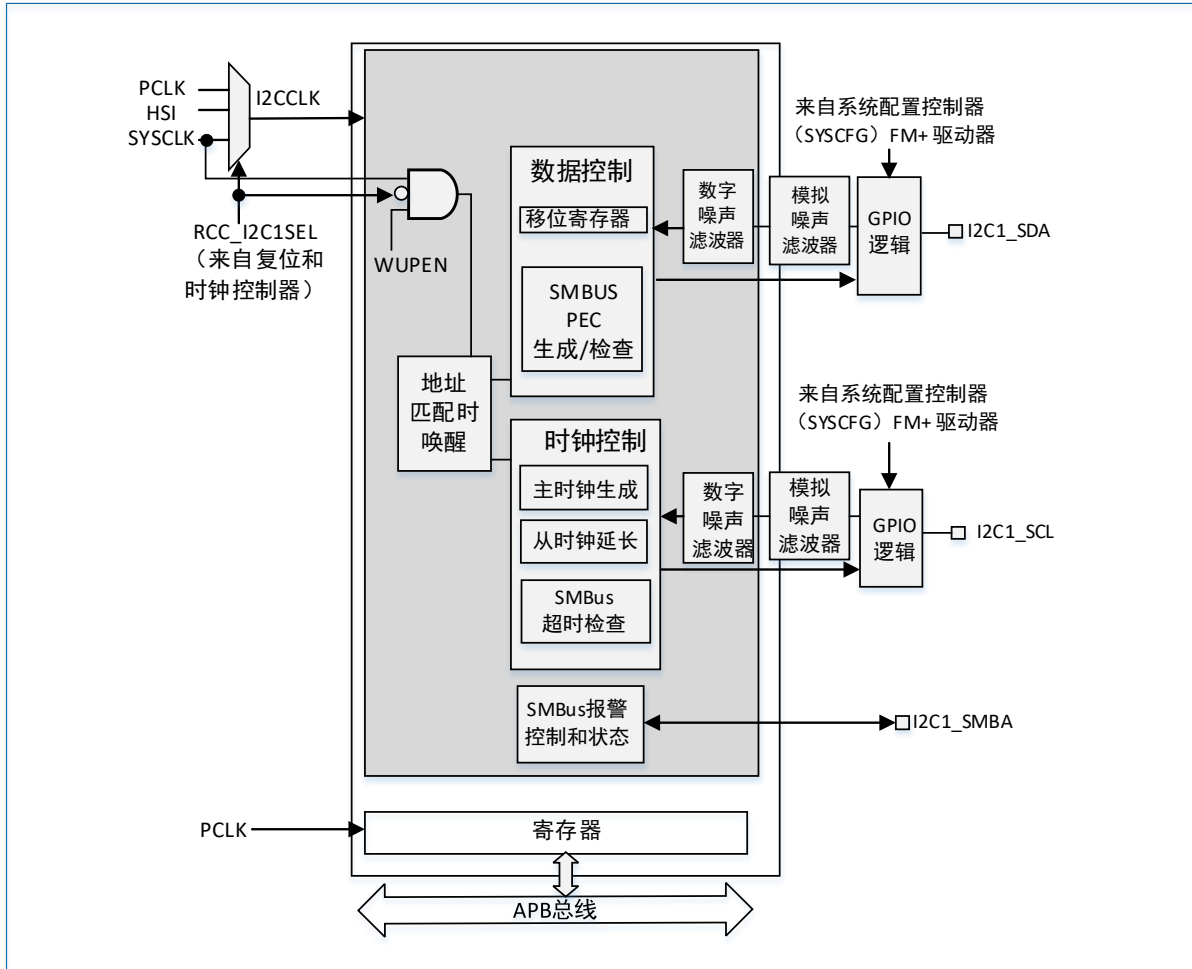 PCLK
HSI
SYSCLK
I2CCLK
RCC_I2C1SEL
（来自复位和
时钟控制器）
WUPEN
地址
匹配时
唤醒
数据控制
移位寄存器
SMBUS
PEC
生成/检查
数字
噪声
滤波器
模拟
噪声
滤波器
来自系统配置控制器
（SYSCFG）FM+驱动器
GPIO
逻辑
I2C1_SDA
时钟控制
主时钟生成
从时钟延长
SMBus
超时检查
数字
噪声
滤波器
模拟
噪声
滤波器
来自系统配置控制器
（SYSCFG）FM+驱动器
GPIO
逻辑
I2C1_SCL
SMBus报警
控制和状态
I2C1_SMBA
PCLK
寄存器
APB总线